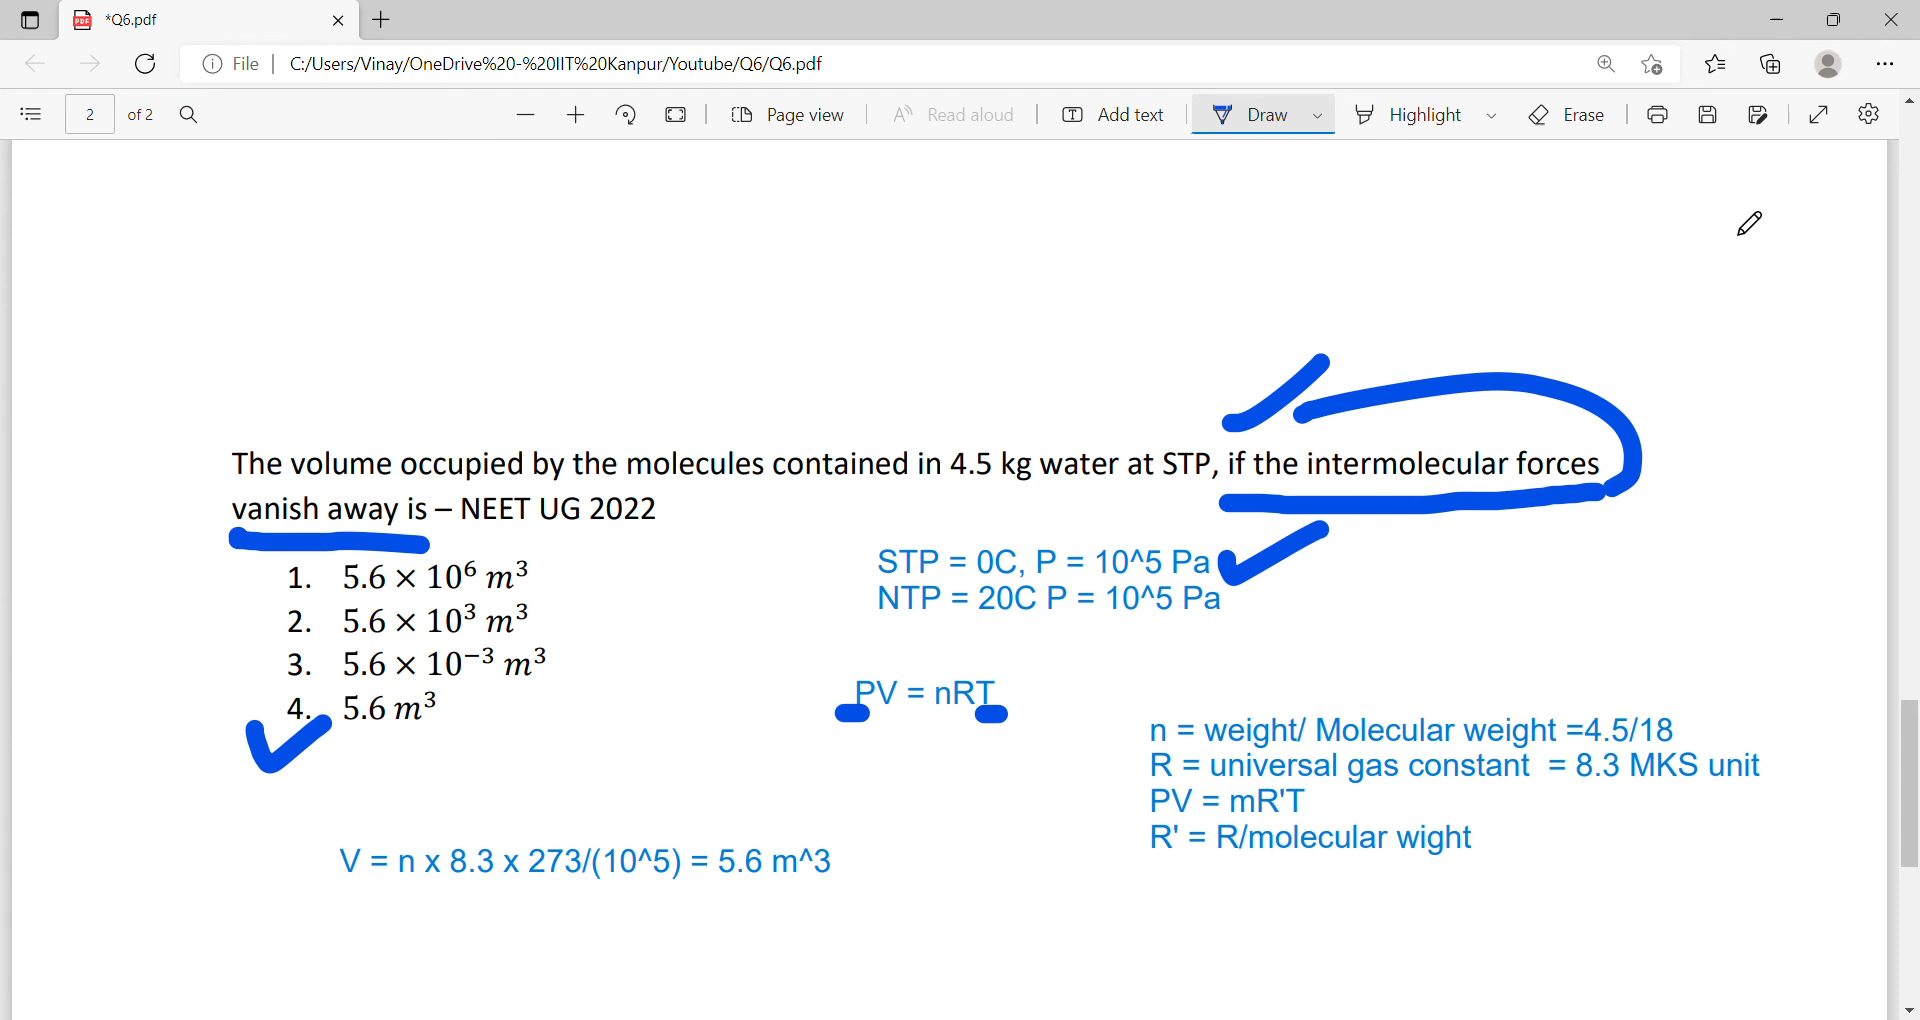 *Q6.pdf
File | C:/Users/Vinay/OneDrive%20-%20IIT%20Kanpur/Youtube/Q6/Q6.pdf
2 of 2 Page view Read aloud Add text Draw Highlight Erase
The volume occupied by the molecules contained in 4.5 kg water at STP, if the intermolecular forces
vanish away is – NEET UG 2022
1. 5.6 × 10⁶ m³
2. 5.6 × 10³ m³
3. 5.6 × 10⁻³ m³
4. 5.6 m³
STP = 0C, P = 10^5 Pa
NTP = 20C P = 10^5 Pa
PV = nRT
n = weight/ Molecular weight =4.5/18
R = universal gas constant = 8.3 MKS unit
PV = mR'T
R' = R/molecular wight
V = n x 8.3 x 273/(10^5) = 5.6 m^3